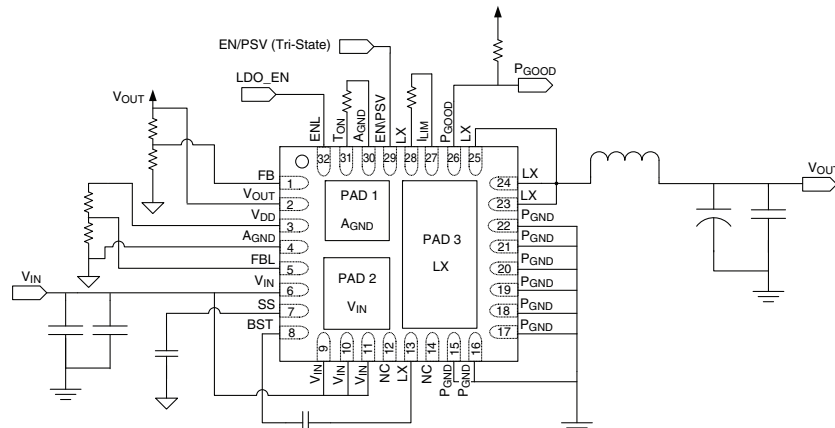 EN/PSV (Tri-State)
PGOOD
LDO_EN
VOUT
ENL
TON
AGND
EN\PSV
LX
ILIM
PGOOD
LX
32
31
30
29
28
27
26
25
FB
1
VOUT
2
VDD
3
AGND
4
FBL
5
VIN
VIN
6
SS
7
BST
8
PAD 1
AGND
PAD 2
VIN
PAD 3
LX
24
LX
23
LX
22
PGND
21
PGND
20
PGND
19
PGND
18
PGND
17
PGND
VOUT
9
10
11
12
13
14
15
16
VIN
VIN
VIN
NC
LX
NC
PGND
PGND